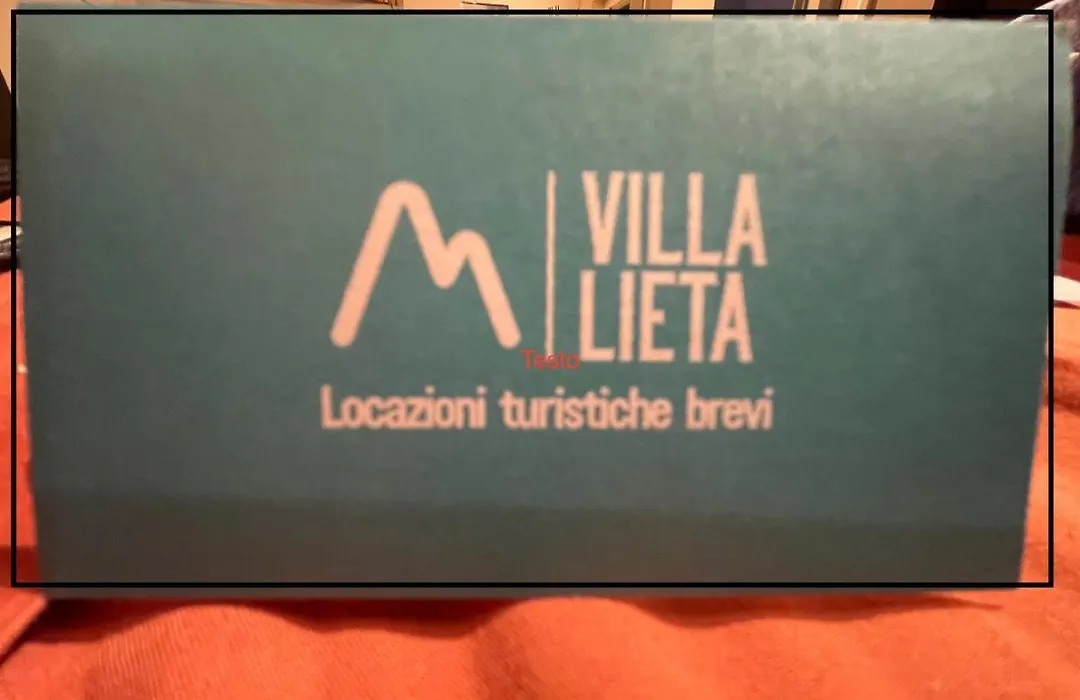 VILLA
LIETA
Testo
Locazioni turistiche brevi